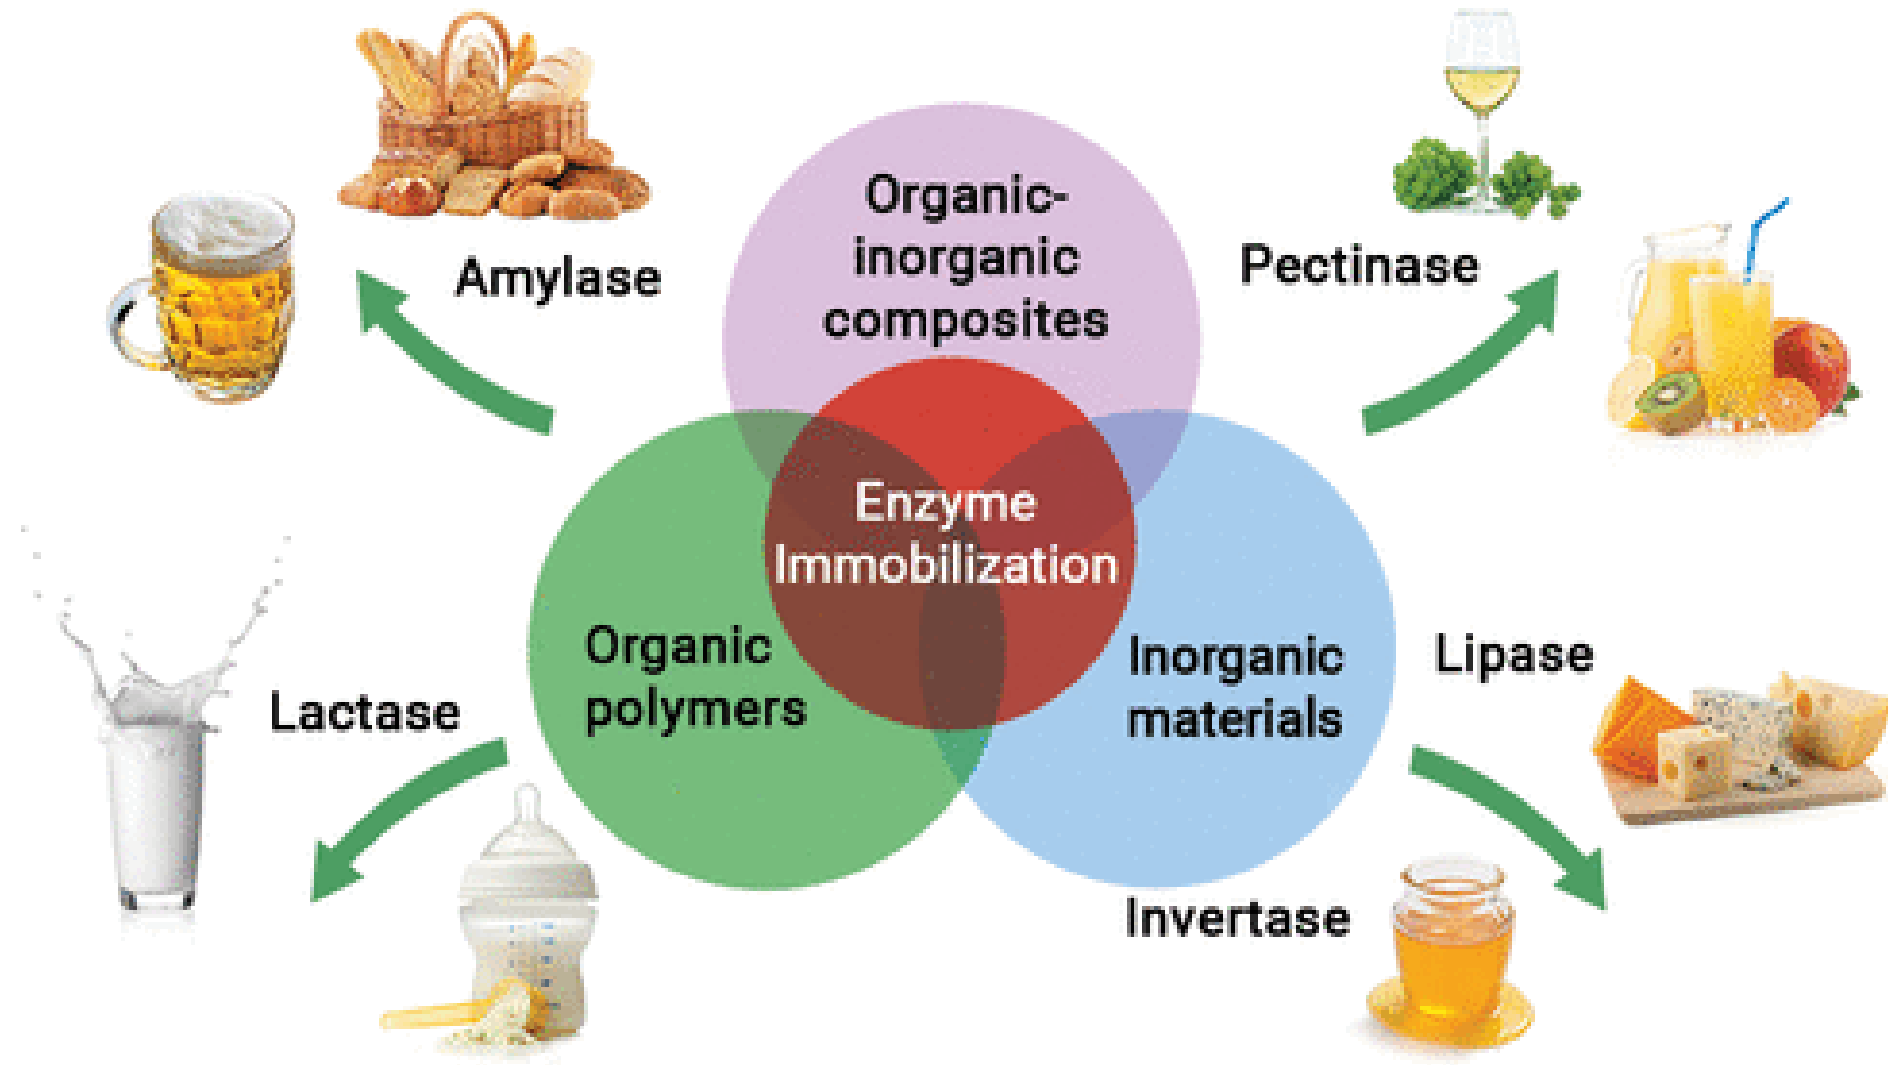 Organic-
inorganic
composites
Amylase
Pectinase
Enzyme
Immobilization
Organic
polymers
Inorganic
materials
Lipase
Lactase
Invertase